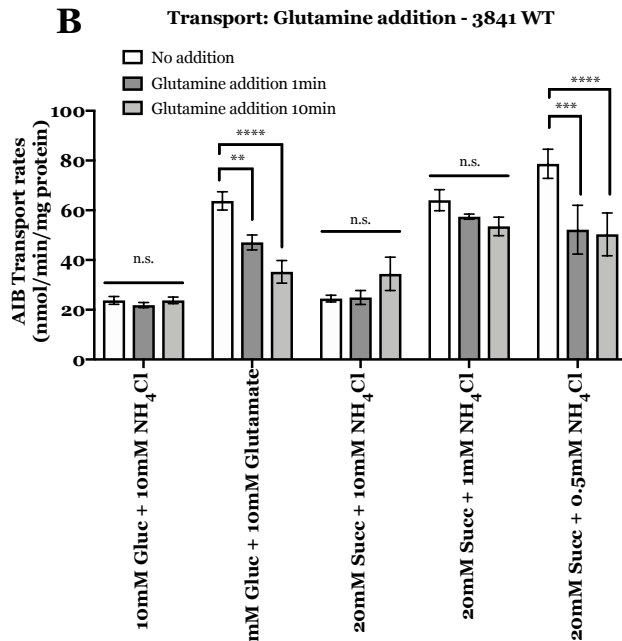 B
Transport: Glutamine addition - 3841 WT
No addition
Glutamine addition 1min
Glutamine addition 10min
AIB Transport rates
(nmol/min/mg protein)
100
80
60
40
20
0
n.s.
****
**
n.s.
n.s.
****
***
10mM Gluc + 10mM NH4Cl
mM Gluc + 10mM Glutamate
20mM Succ + 10mM NH4Cl
20mM Succ + 1mM NH4Cl
20mM Succ + 0.5mM NH4Cl